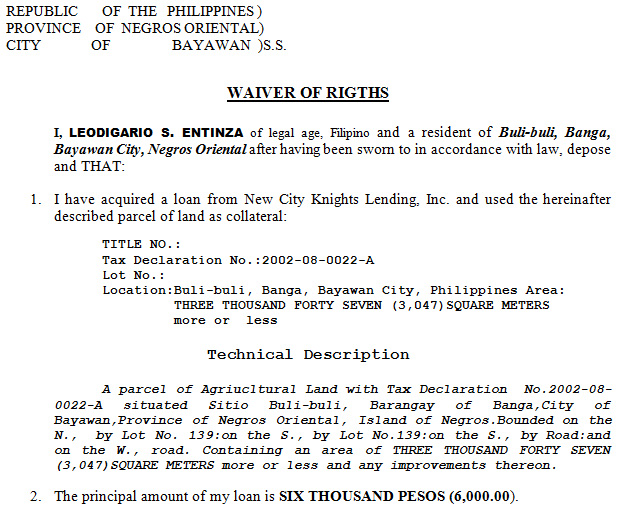 REPUBLIC OF THE PHILIPPINES)
PROVINCE OF NEGROS ORIENTAL)
CITY OF BAYAWAN )S.S.
WAIVER OF RIGTHS
I, LEODIGARIO S. ENTINZA of legal age, Filipino and a resident of Buli-buli, Banga,
Bayawan City, Negros Oriental after having been sworn to in accordance with law, depose
and THAT:
1. I have acquired a loan from New City Knights Lending, Inc. and used the hereinafter
described parcel of land as collateral:
TITLE NO.:
Tax Declaration No.:2002-08-0022-A
Lot No.:
Location:Buli-buli, Banga, Bayawan City, Philippines Area:
THREE THOUSAND FORTY SEVEN (3,047)SQUARE METERS
more or less
Technical Description
A parcel of Agriucltural Land with Tax Declaration No.2002-08-
0022-A situated Sitio Buli-buli, Barangay of Banga,City of
Bayawan,Province of Negros Oriental, Island of Negros.Bounded on the
N., by Lot No. 139:on the S., by Lot No.139:on the S., by Road:and
on the W., road. Containing an area of THREE THOUSAND FORTY SEVEN
(3,047)SQUARE METERS more or less and any improvements thereon.
2. The principal amount of my loan is SIX THOUSAND PESOS (6,000.00).